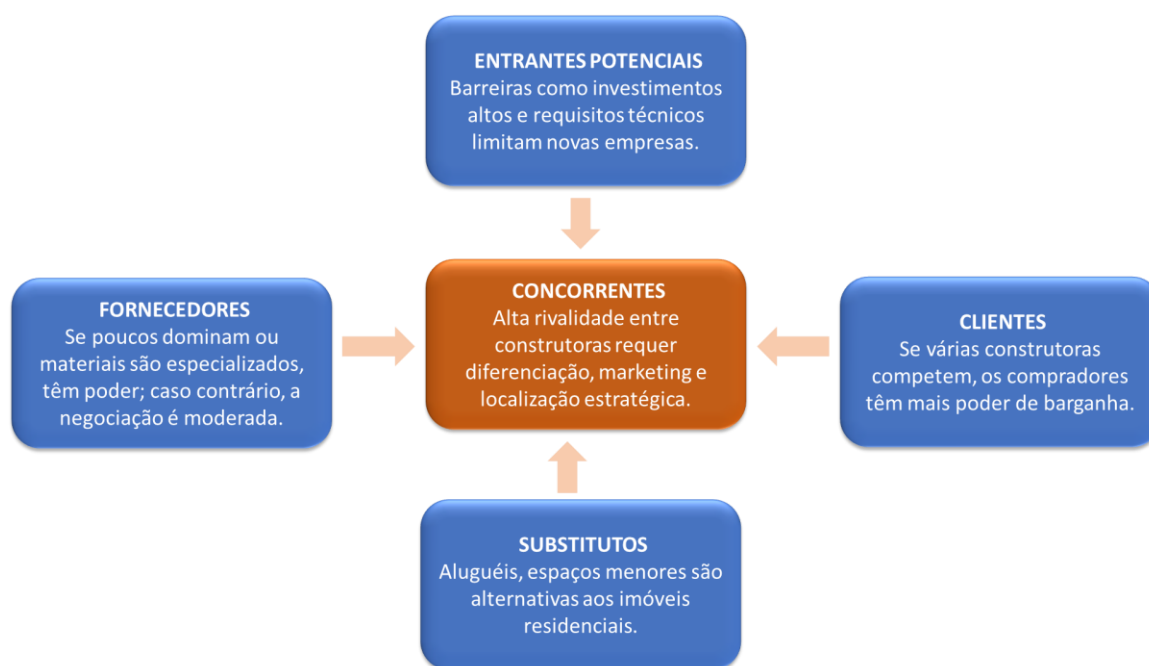 ENTRANTES POTENCIAIS
Barreiras como investimentos
altos e requisitos técnicos
limitam novas empresas.
FORNECEDORES
Se poucos dominam ou
materiais são especializados,
têm poder; caso contrário, a
negociação é moderada.
CONCORRENTES
Alta rivalidade entre
construtoras requer
diferenciação, marketing e
localização estratégica.
CLIENTES
Se várias construtoras
competem, os compradores
têm mais poder de barganha.
SUBSTITUTOS
Aluguéis, espaços menores são
alternativas aos imóveis
residenciais.